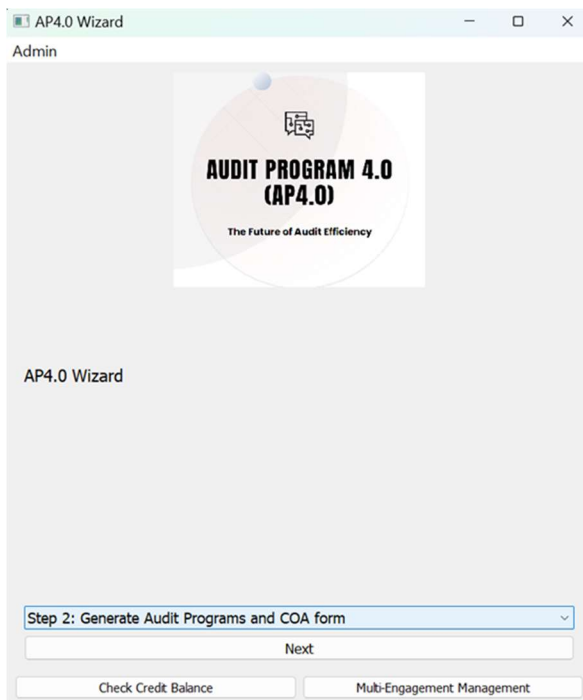 AP4.0 Wizard
Admin
AUDIT PROGRAM 4.0
(AP4.0)
The Future of Audit Efficiency
AP4.0 Wizard
Step 2: Generate Audit Programs and COA form
Next
Check Credit Balance
Multi-Engagement Management